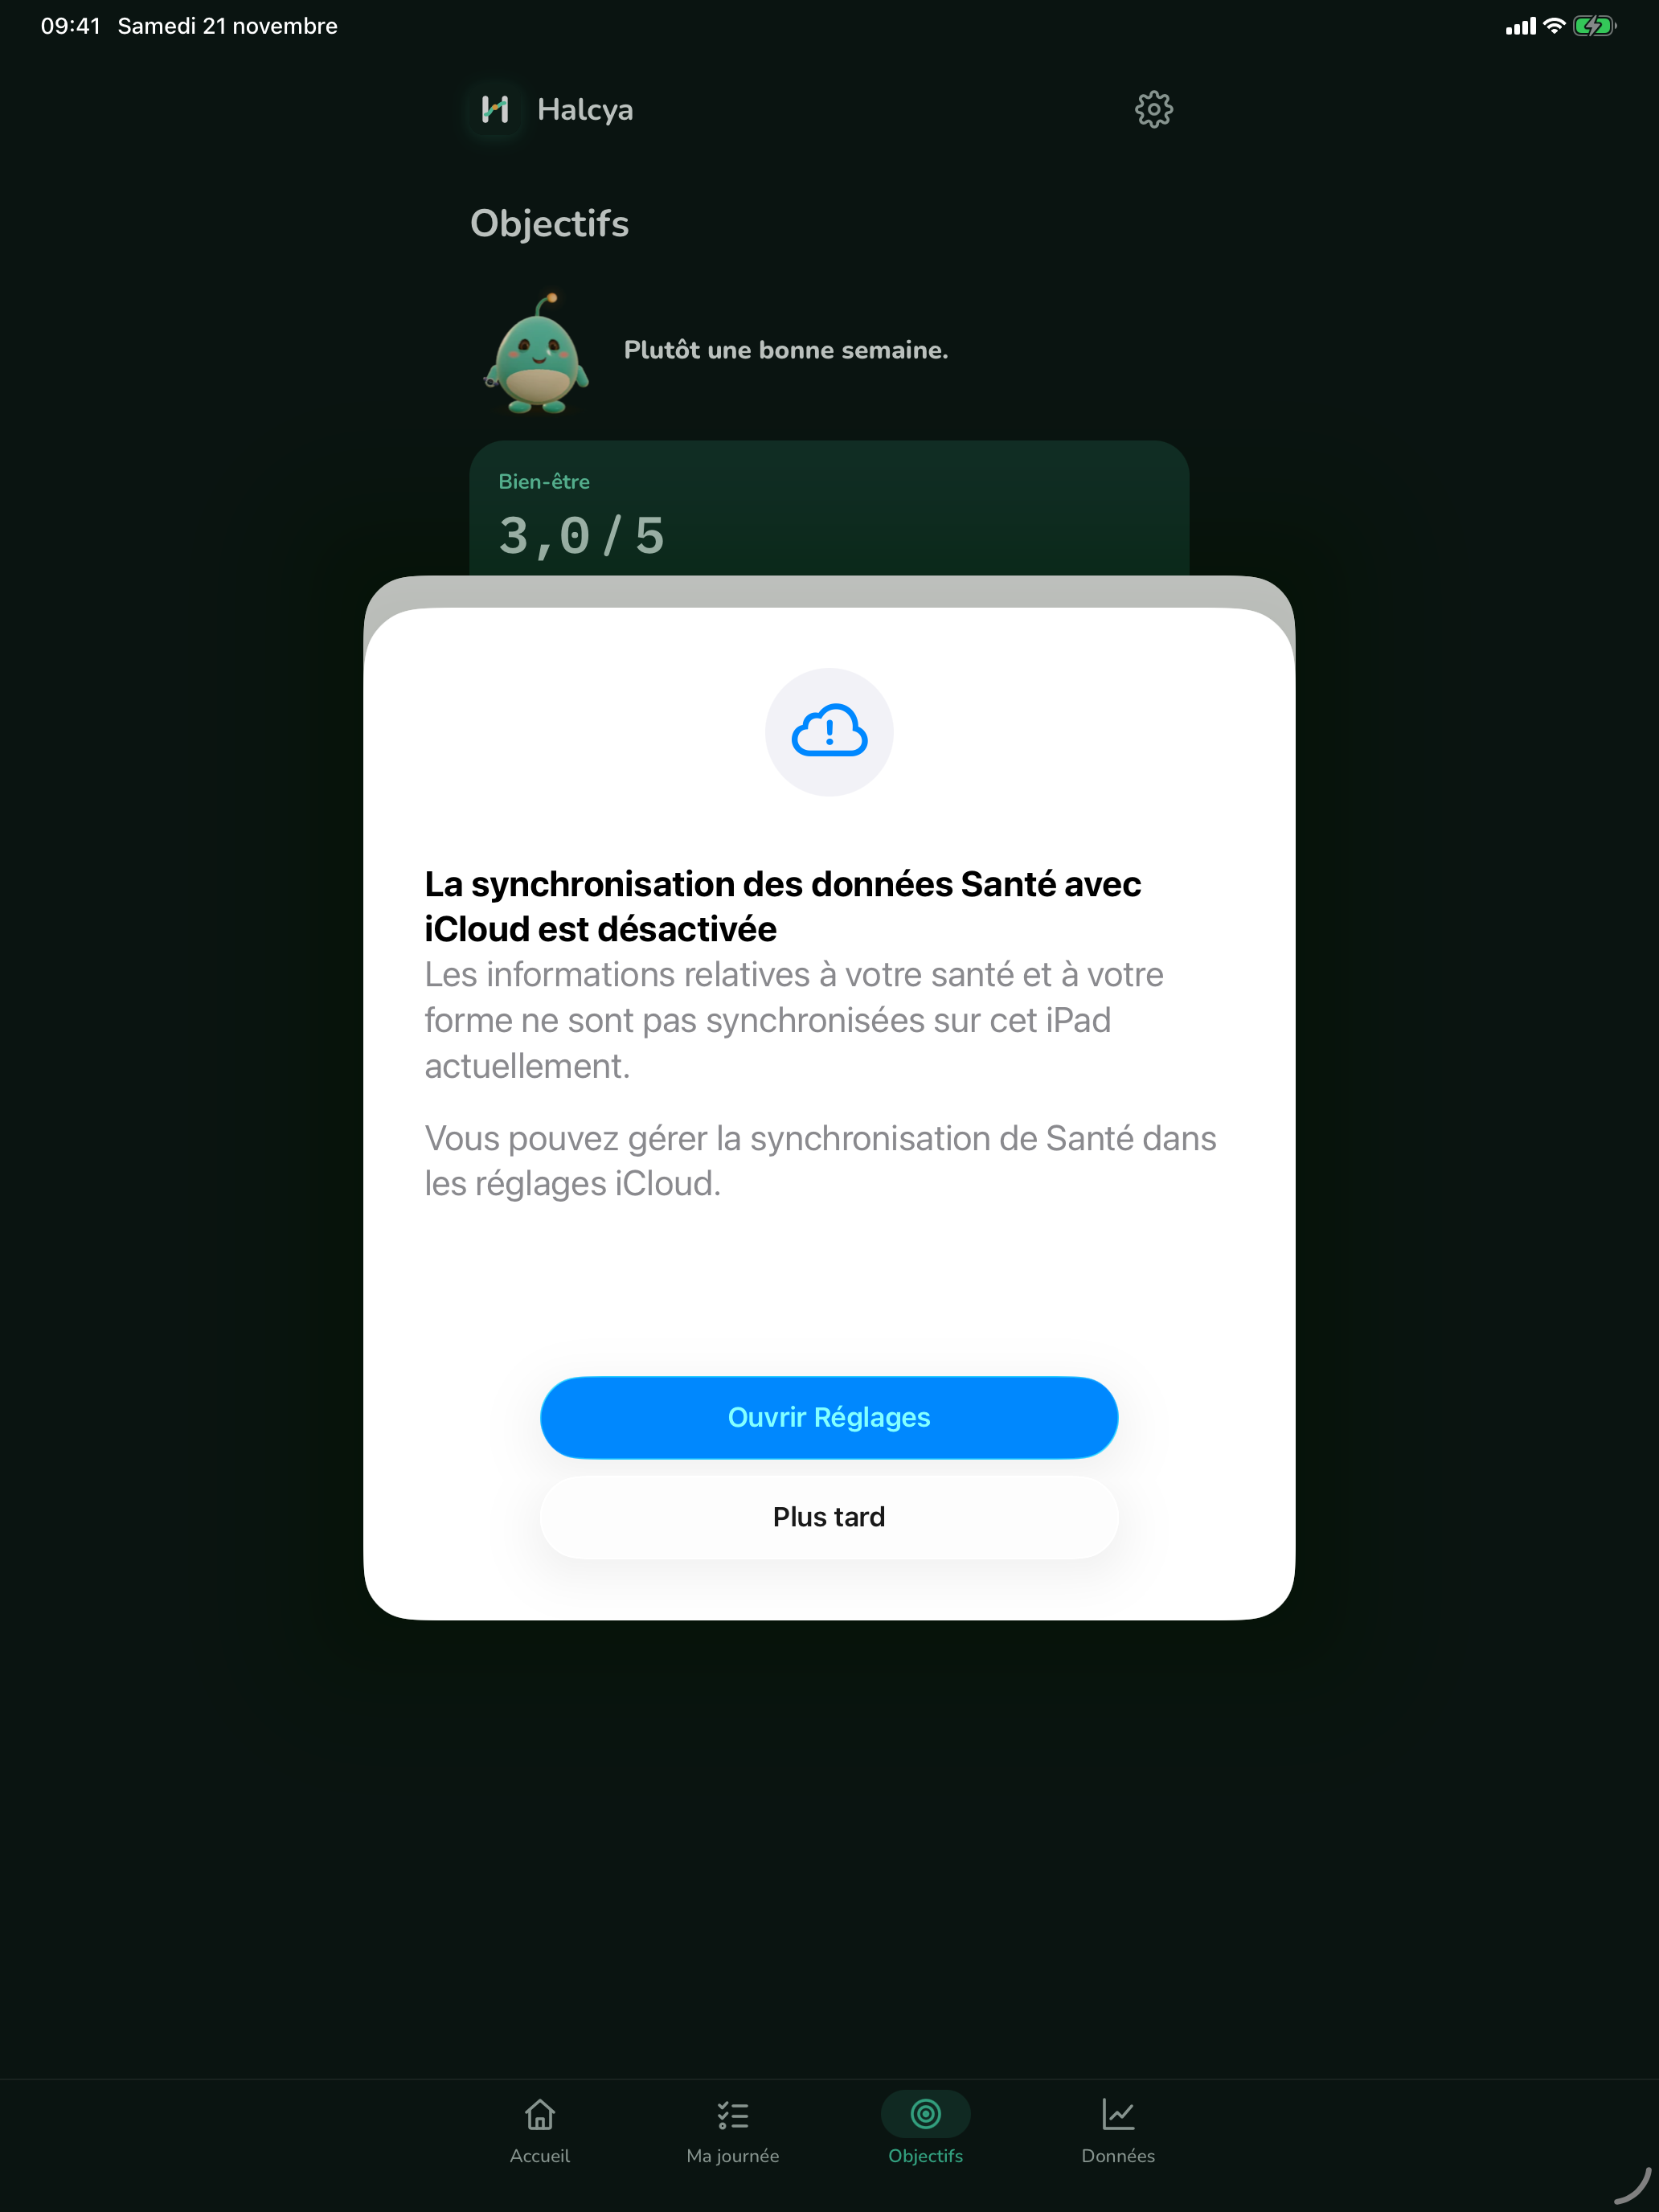 09:41 Samedi 21 novembre
Halcya
Objectifs
Plutôt une bonne semaine.
Bien-être
3,0/5
La synchronisation des données Santé avec
iCloud est désactivée
Les informations relatives à votre santé et à votre
forme ne sont pas synchronisées sur cet iPad
actuellement.
Vous pouvez gérer la synchronisation de Santé dans
les réglages iCloud.
Ouvrir Réglages
Plus tard
Accueil
Ma journée
Objectifs
Données